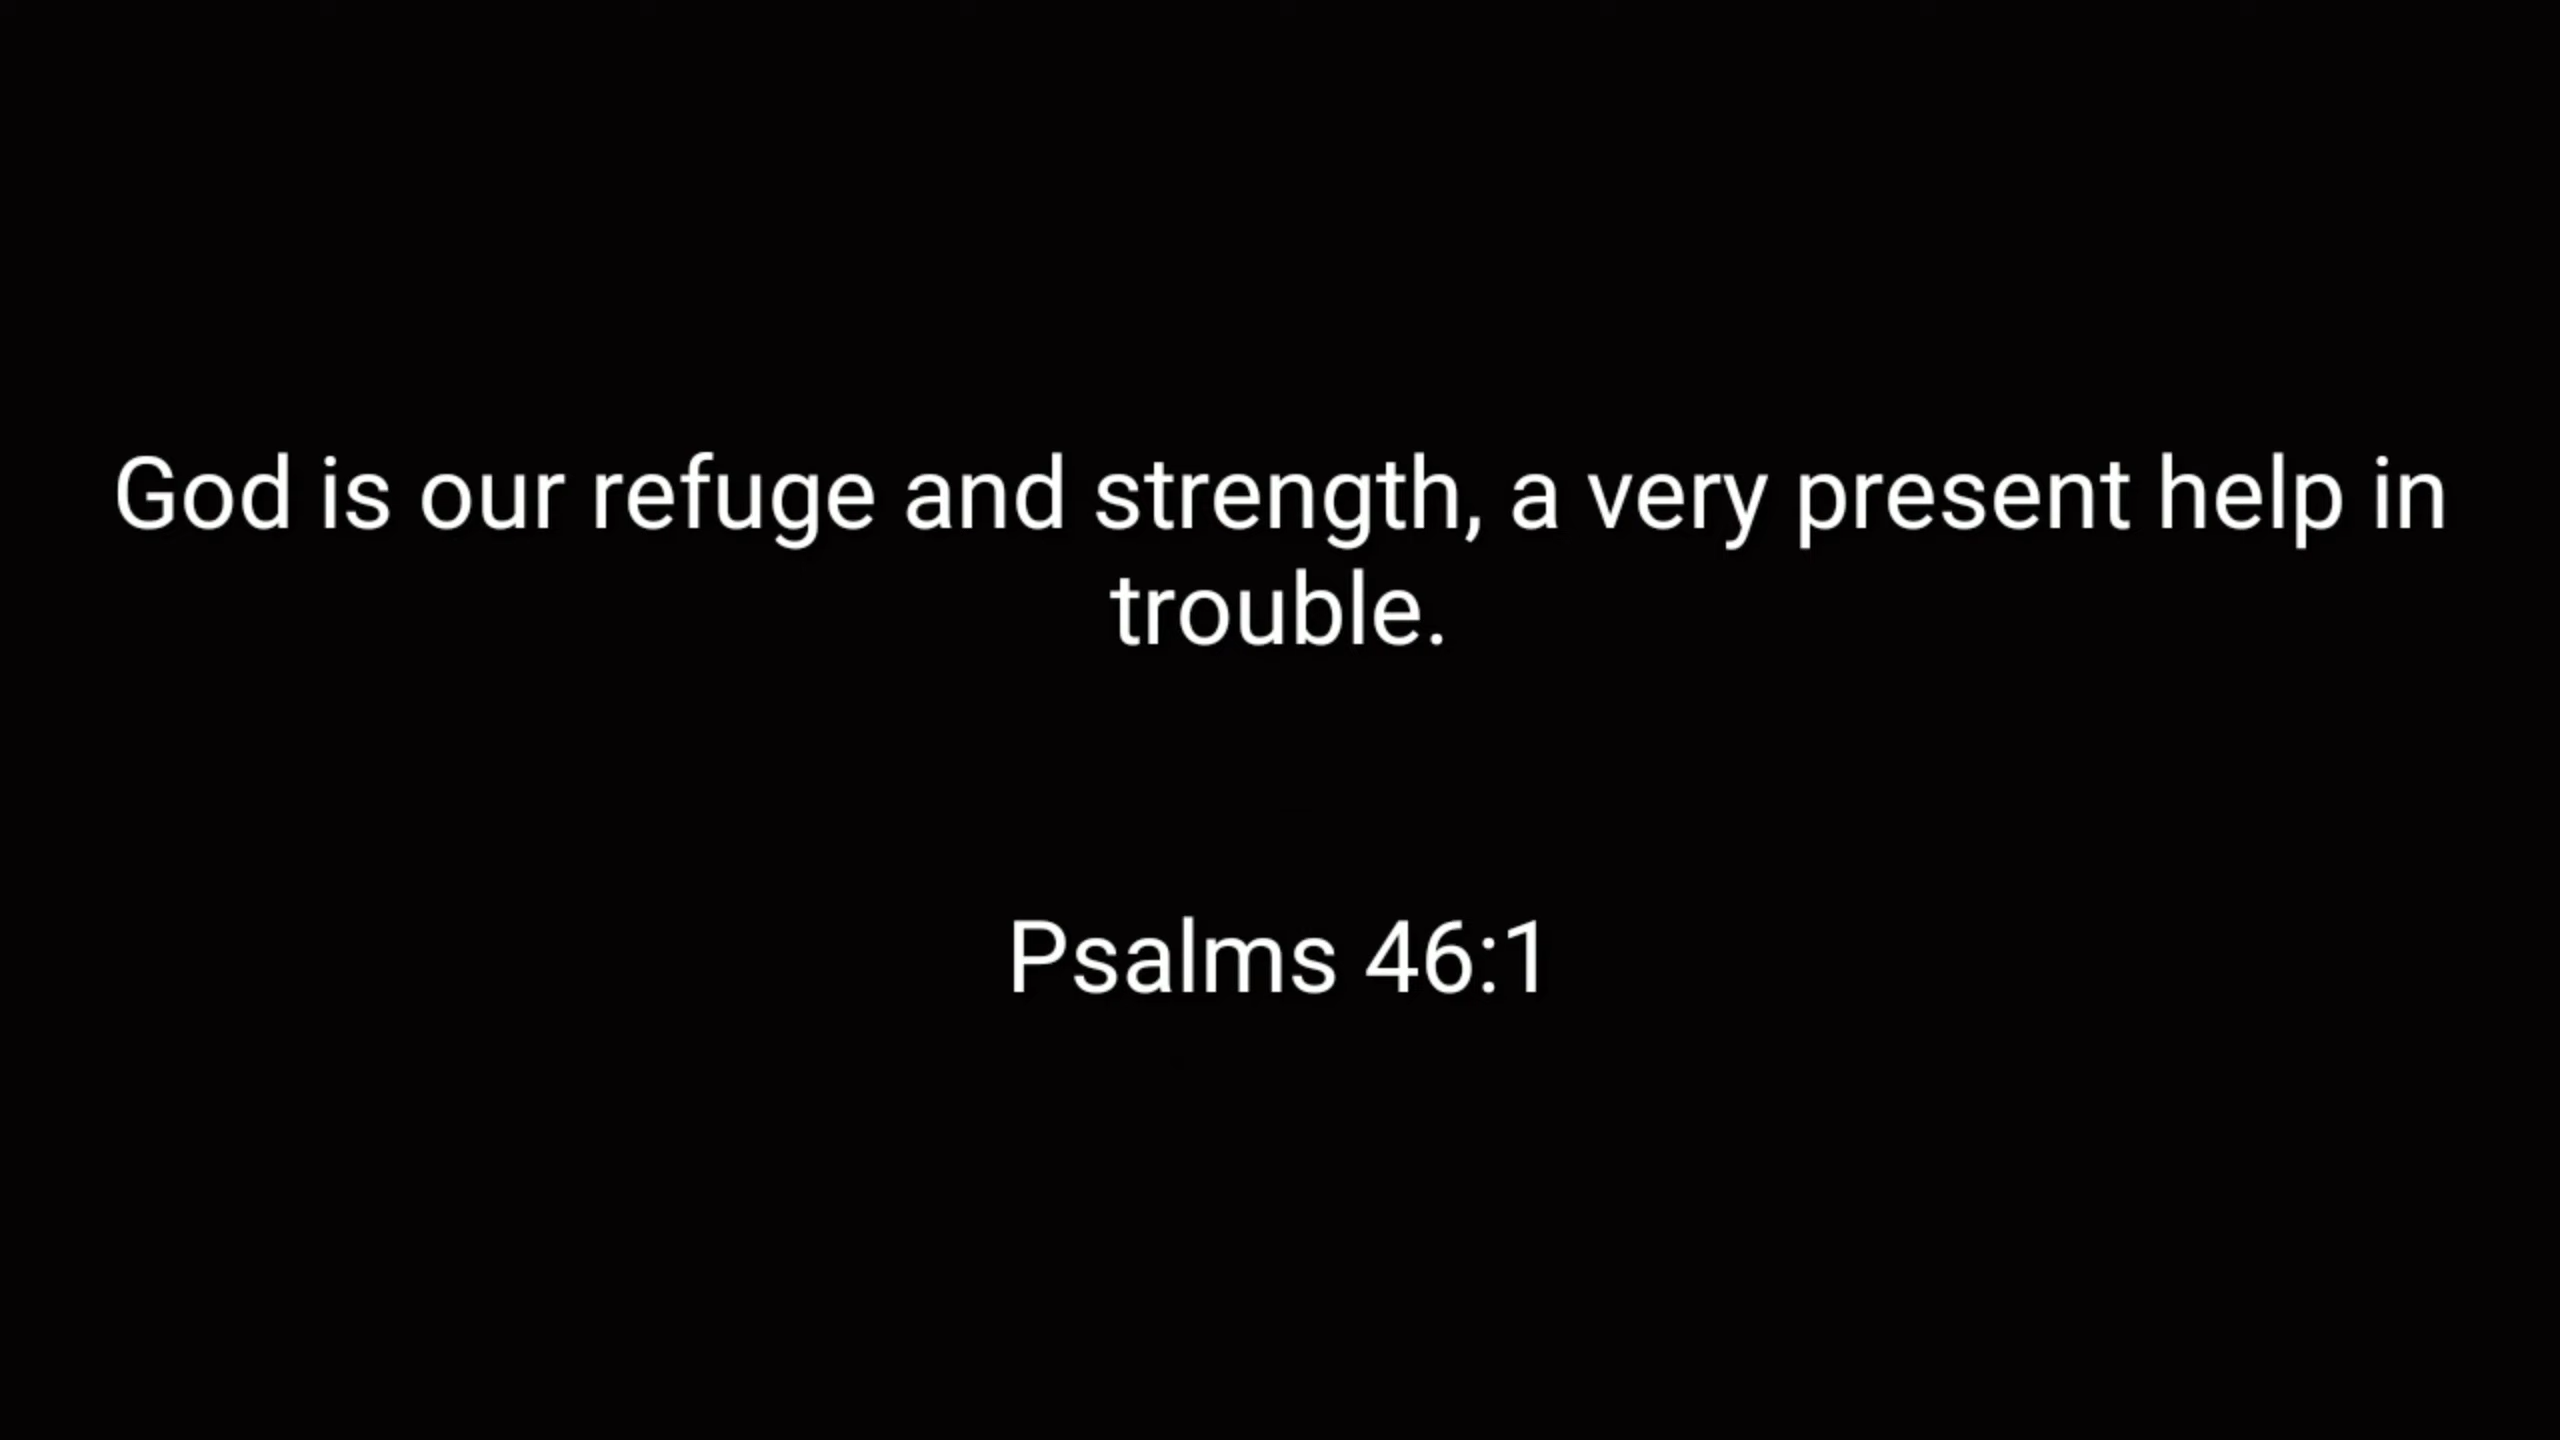 God is our refuge and strength, a very present help in
trouble.
Psalms 46:1